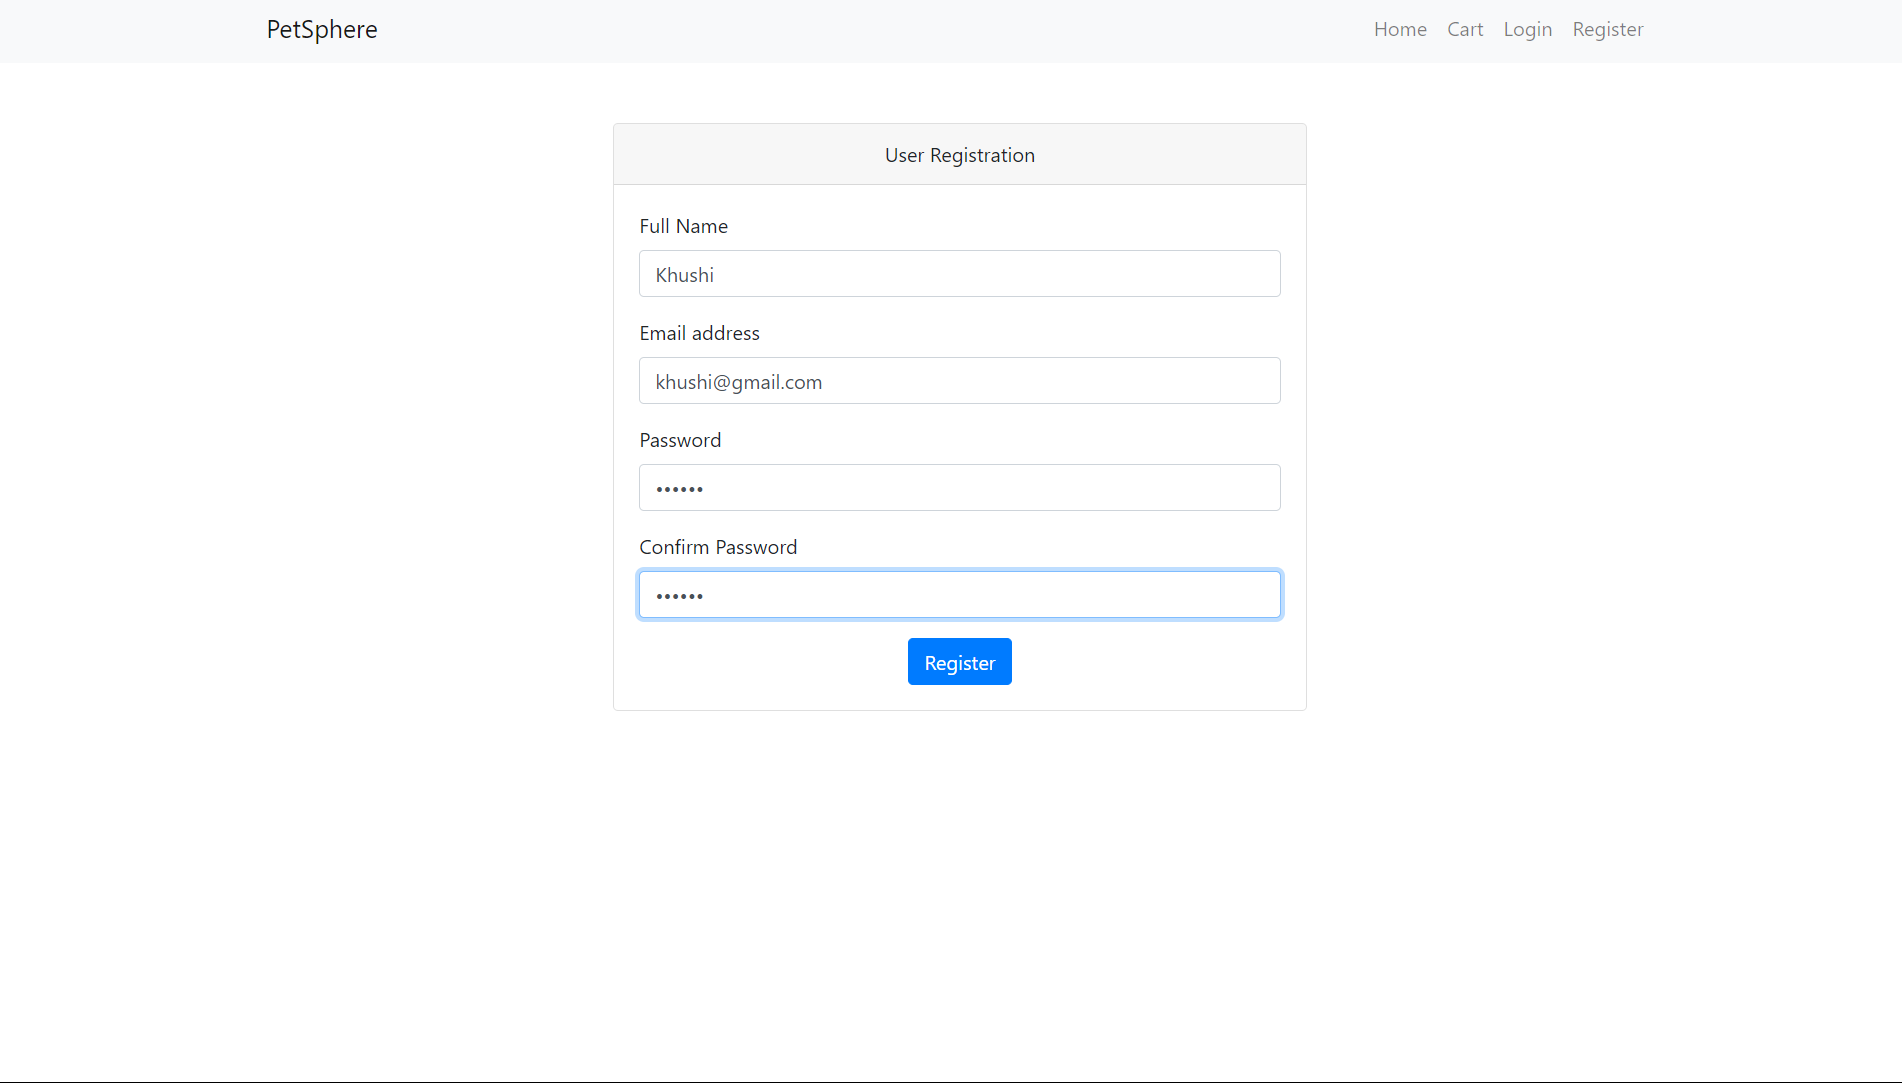 PetSphere Home Cart Login Register
User Registration
Full Name
Khushi
Email address
khushi@gmail.com
Password
••••••
Confirm Password
••••••
Register